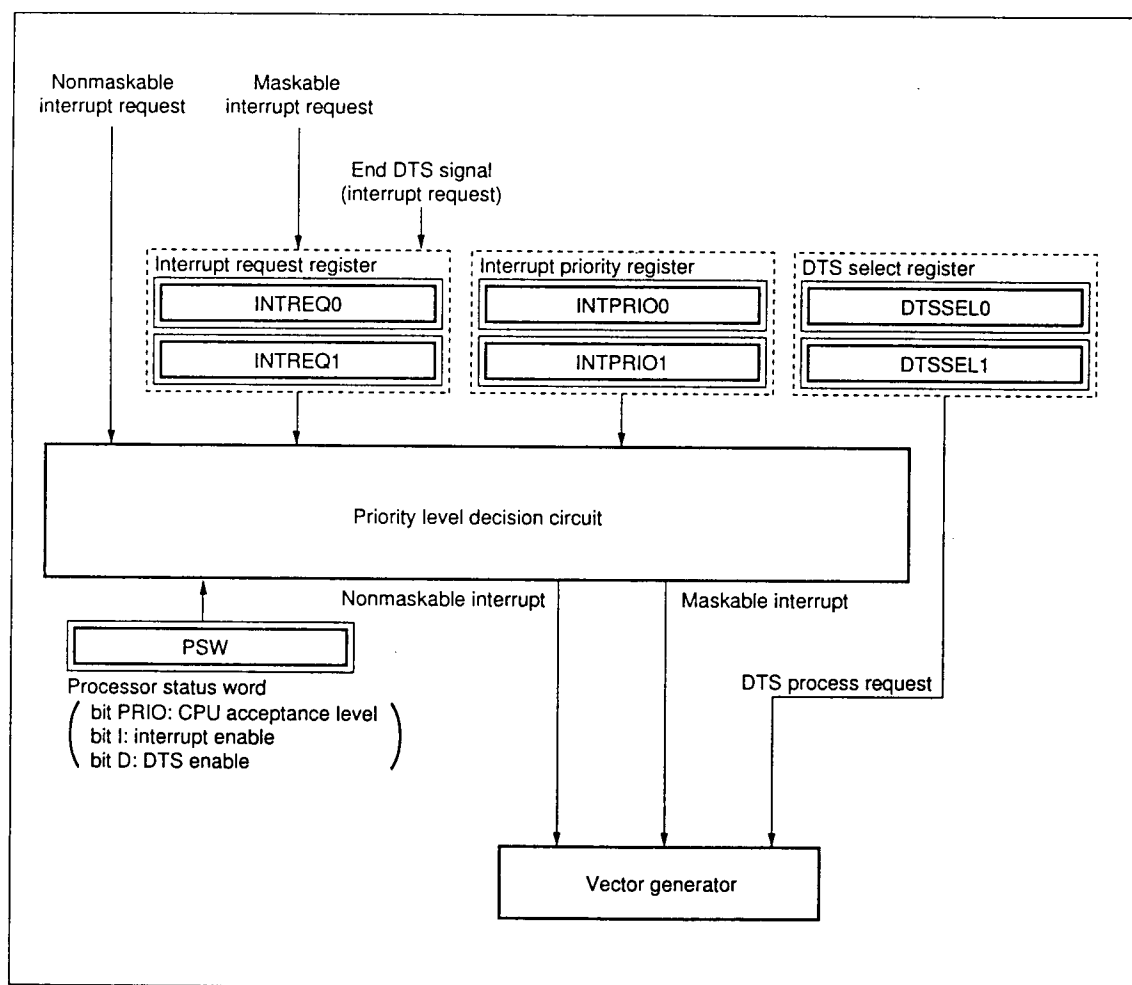 Nonmaskable
interrupt request
Maskable
interrupt request
End DTS signal
(interrupt request)
Interrupt request register
INTREQ0
INTREQ1
Interrupt priority register
INTPRIO0
INTPRIO1
DTS select register
DTSSEL0
DTSSEL1
Priority level decision circuit
Nonmaskable interrupt
Maskable interrupt
PSW
Processor status word
bit PRIO: CPU acceptance level
bit I: interrupt enable
bit D: DTS enable
DTS process request
Vector generator